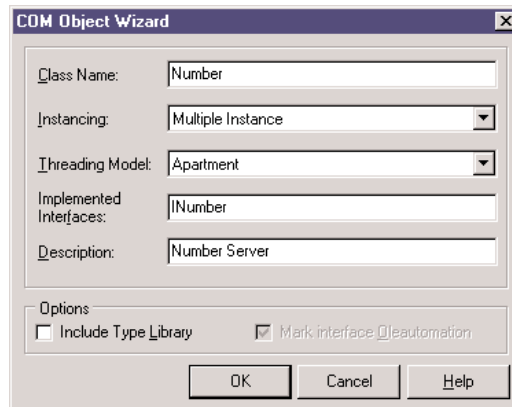 COM Object Wizard
Class Name: Number
Instancing: Multiple Instance
Threading Model: Apartment
Implemented
Interfaces: INumber
Description: Number Server
Options
Include Type Library Mark interface Oleautomation
OK Cancel Help